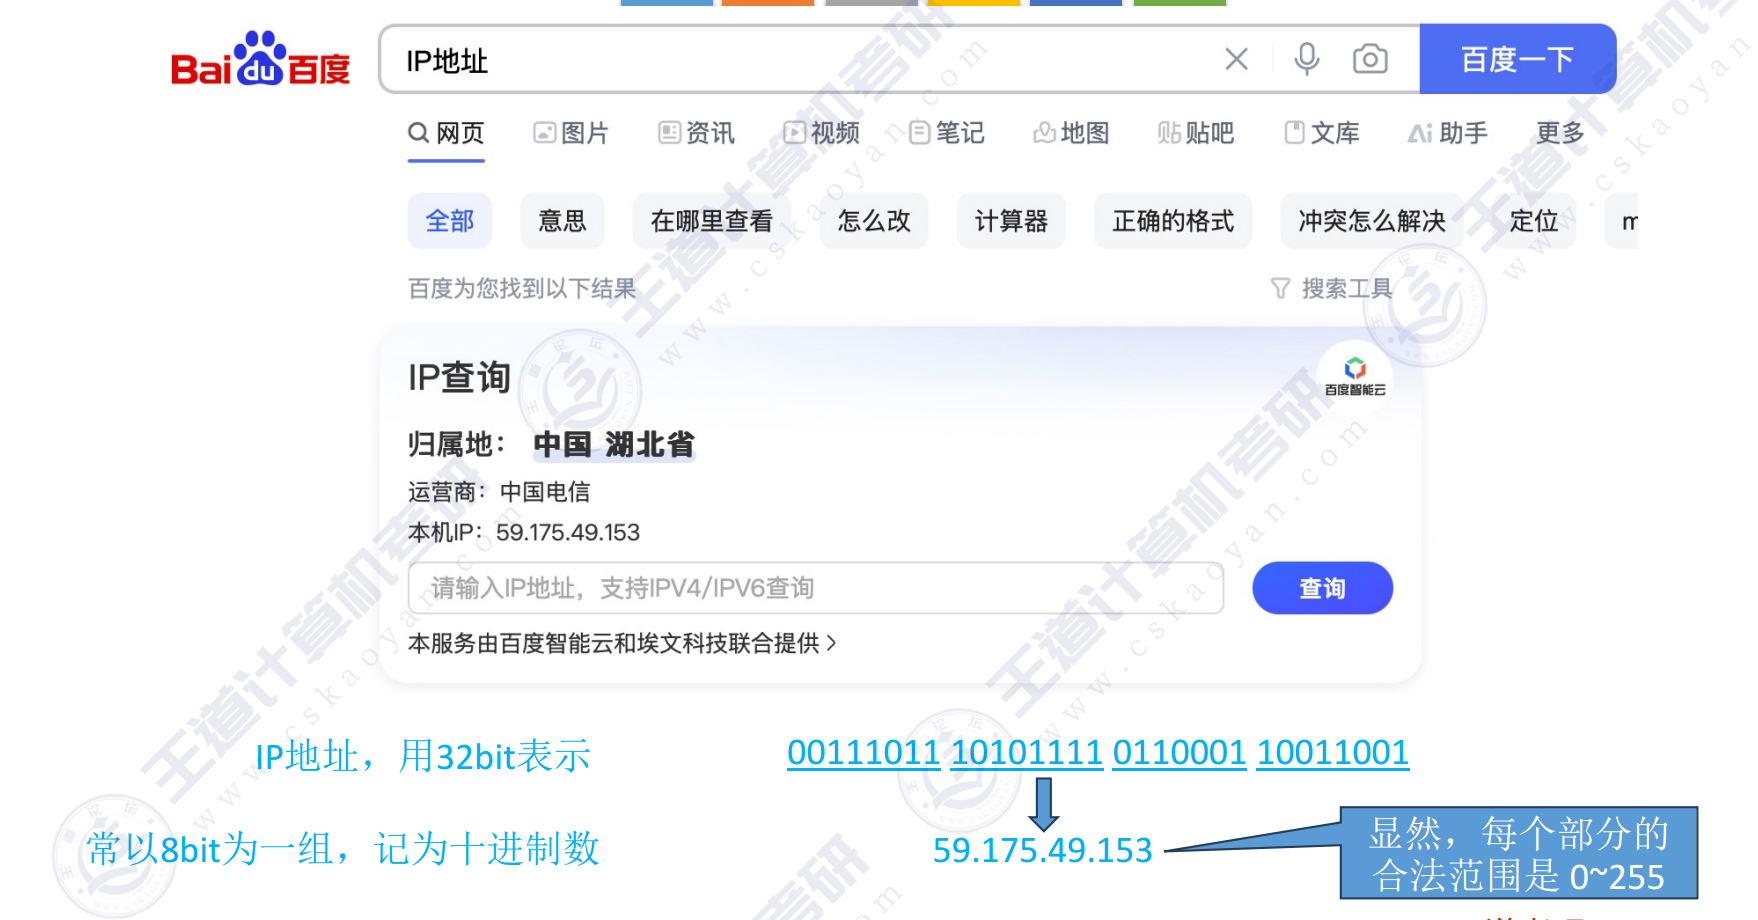 Bai du 百度
IP地址
百度一下
网页 图片 资讯 视频 笔记 地图 贴 贴吧 文库 Ai 助手 更多
全部 意思 在哪里查看 怎么改 计算器 正确的格式 冲突怎么解决 定位 m
百度为您找到以下结果 搜索工具
IP查询
百度智能云
归属地： 中国 湖北省
运营商：中国电信
本机IP：59.175.49.153
请输入IP地址，支持IPV4/IPV6查询
查询
本服务由百度智能云和埃文科技联合提供 >
IP地址，用32bit表示
00111011 10101111 0110001 10011001
常以8bit为一组，记为十进制数
59.175.49.153
显然，每个部分的
合法范围是 0~255
王道计算机考研
www.cskaoyan.com